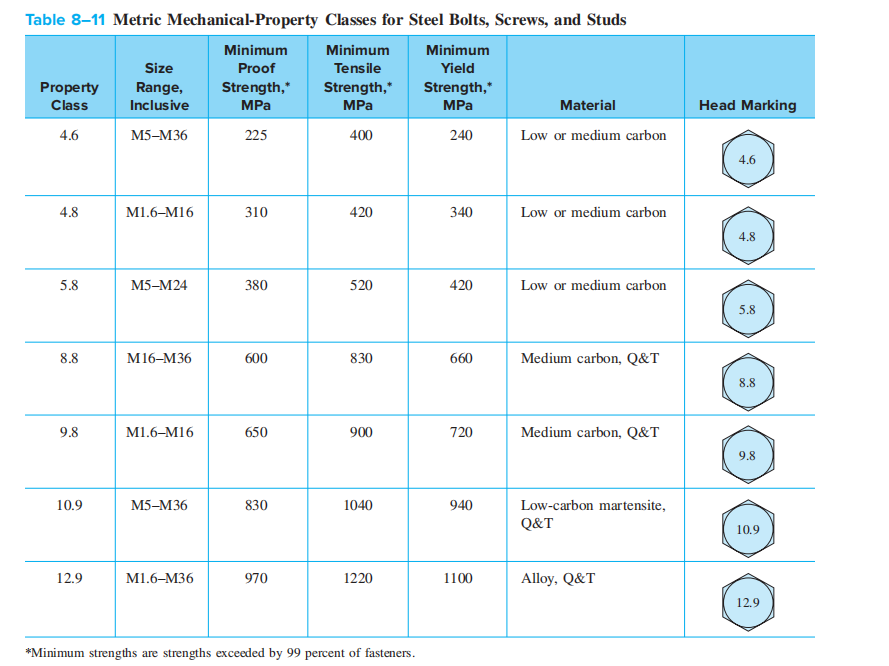 Table 8–11 Metric Mechanical-Property Classes for Steel Bolts, Screws, and Studs
Property Class | Size Range, Inclusive | Minimum Proof Strength,* MPa | Minimum Tensile Strength,* MPa | Minimum Yield Strength,* MPa | Material | Head Marking
4.6 | M5–M36 | 225 | 400 | 240 | Low or medium carbon | 4.6
4.8 | M1.6–M16 | 310 | 420 | 340 | Low or medium carbon | 4.8
5.8 | M5–M24 | 380 | 520 | 420 | Low or medium carbon | 5.8
8.8 | M16–M36 | 600 | 830 | 660 | Medium carbon, Q&T | 8.8
9.8 | M1.6–M16 | 650 | 900 | 720 | Medium carbon, Q&T | 9.8
10.9 | M5–M36 | 830 | 1040 | 940 | Low-carbon martensite, Q&T | 10.9
12.9 | M1.6–M36 | 970 | 1220 | 1100 | Alloy, Q&T | 12.9
*Minimum strengths are strengths exceeded by 99 percent of fasteners.